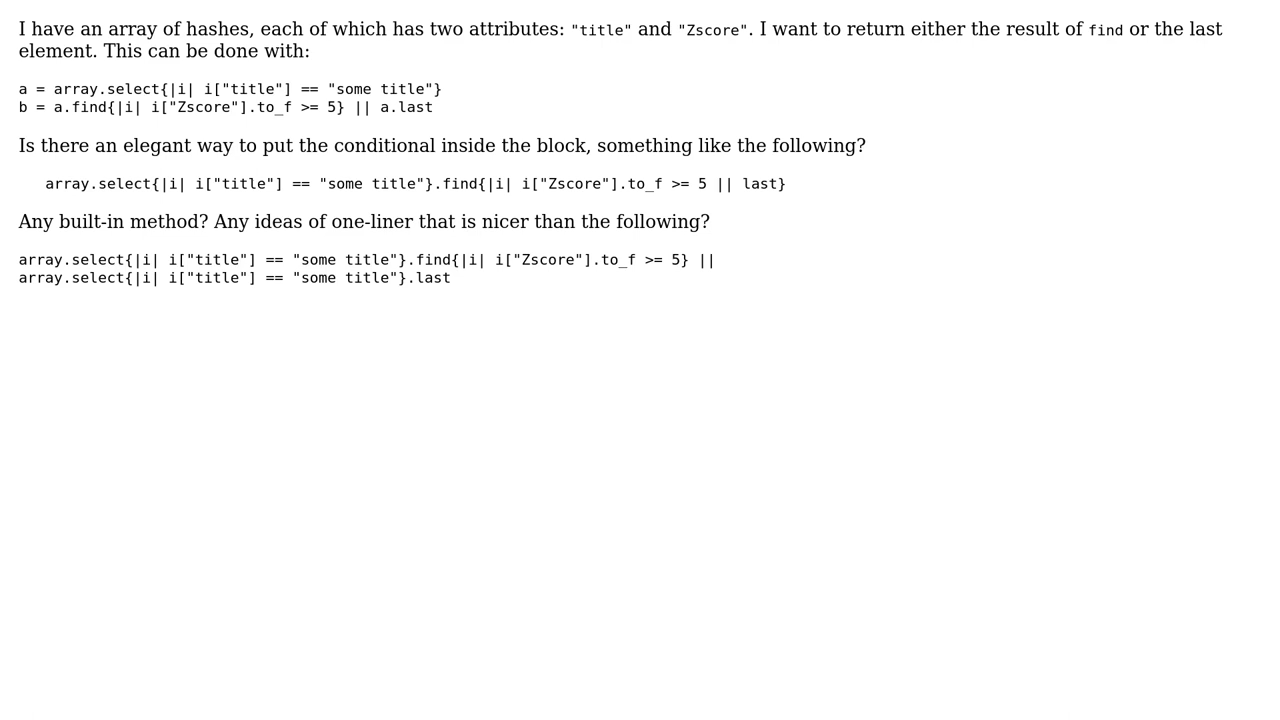 I have an array of hashes, each of which has two attributes: "title" and "Zscore". I want to return either the result of find or the last
element. This can be done with:
a = array.select{|i| i["title"] == "some title"}
b = a.find{|i| i["Zscore"].to_f >= 5} || a.last
Is there an elegant way to put the conditional inside the block, something like the following?
array.select{|i| i["title"] == "some title"}.find{|i| i["Zscore"].to_f >= 5 || last}
Any built-in method? Any ideas of one-liner that is nicer than the following?
array.select{|i| i["title"] == "some title"}.find{|i| i["Zscore"].to_f >= 5} ||
array.select{|i| i["title"] == "some title"}.last